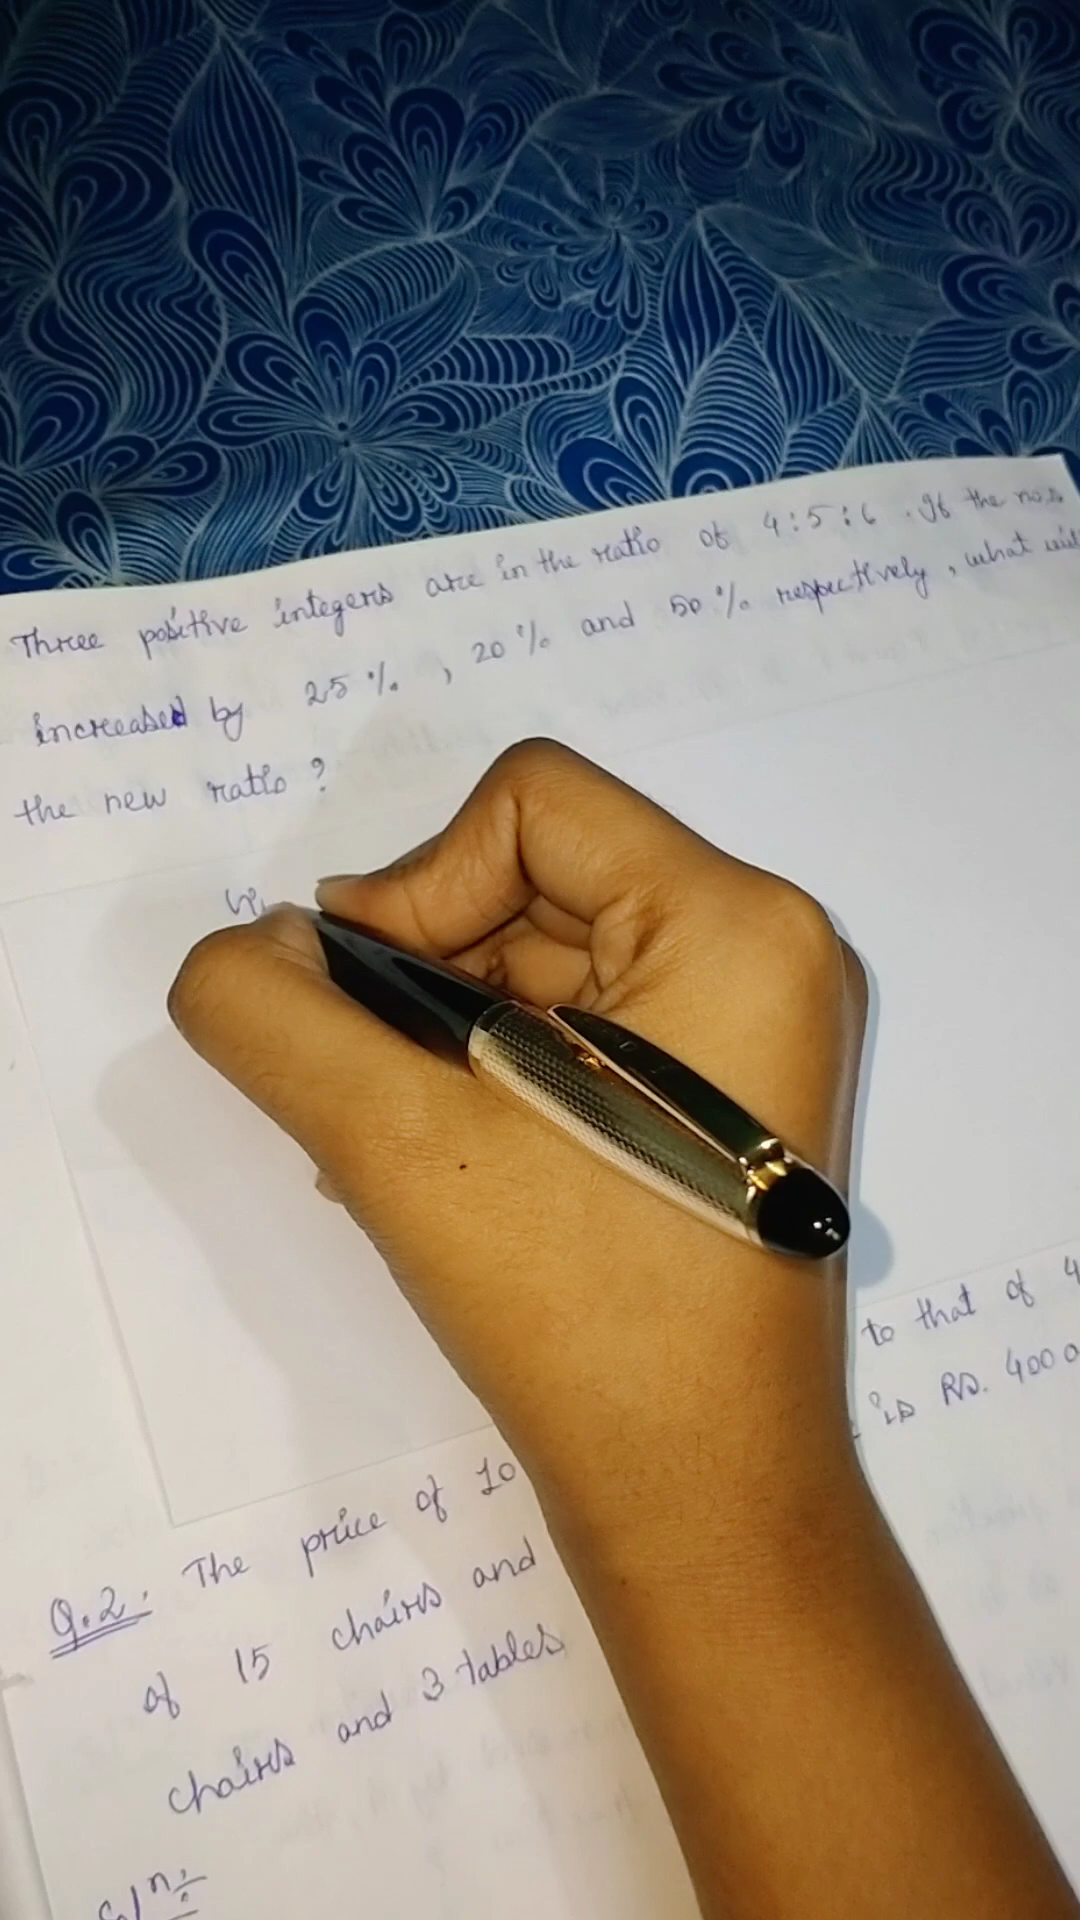 Three positive integers are in the ratio of 4:5:6 . If the nos
increased by 25% , 20% and 50% respectively, what will
the new ratio ?
to that of 4
is RS. 4000
Q.2. The price of 10
of 15 chairs and
chairs and 3 tables
Solⁿ: